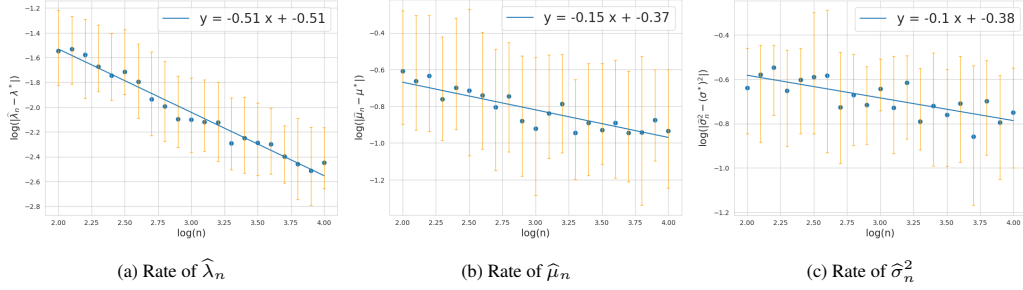 y = -0.51 x + -0.51
-1.2
-1.4
-1.6
-1.8
-2.0
-2.2
-2.4
-2.6
-2.8
log(|λ̂ₙ − λ*|)
2.00 2.25 2.50 2.75 3.00 3.25 3.50 3.75 4.00
log(n)
(a) Rate of λ̂ₙ
y = -0.15 x + -0.37
-0.4
-0.6
-0.8
-1.0
-1.2
log(|μ̂ₙ − μ*|)
2.00 2.25 2.50 2.75 3.00 3.25 3.50 3.75 4.00
log(n)
(b) Rate of μ̂ₙ
y = -0.1 x + -0.38
-0.4
-0.6
-0.8
-1.0
-1.2
log(|σ̂ₙ² − (σ*)²|)
2.00 2.25 2.50 2.75 3.00 3.25 3.50 3.75 4.00
log(n)
(c) Rate of σ̂ₙ²